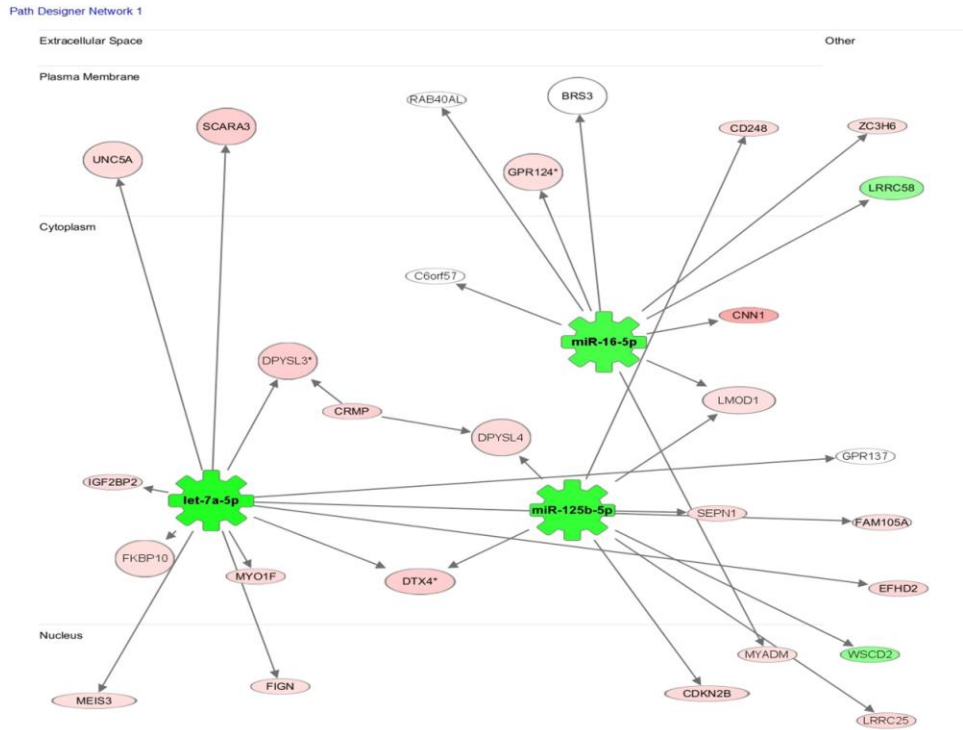 Path Designer Network 1
Extracellular Space
Other
Plasma Membrane
RAB40AL
BRS3
SCARA3
CD248
ZC3H6
UNC5A
GPR124*
LRRC58
Cytoplasm
C6orf57
CNN1
miR-16-5p
DPYSL3*
LMOD1
CRMP
DPYSL4
GPR137
IGF2BP2
let-7a-5p
miR-125b-5p
SEPN1
FAM105A
FKBP10
MYO1F
DTX4*
EFHD2
Nucleus
MYADM
WSCD2
FIGN
CDKN2B
MEIS3
LRRC25